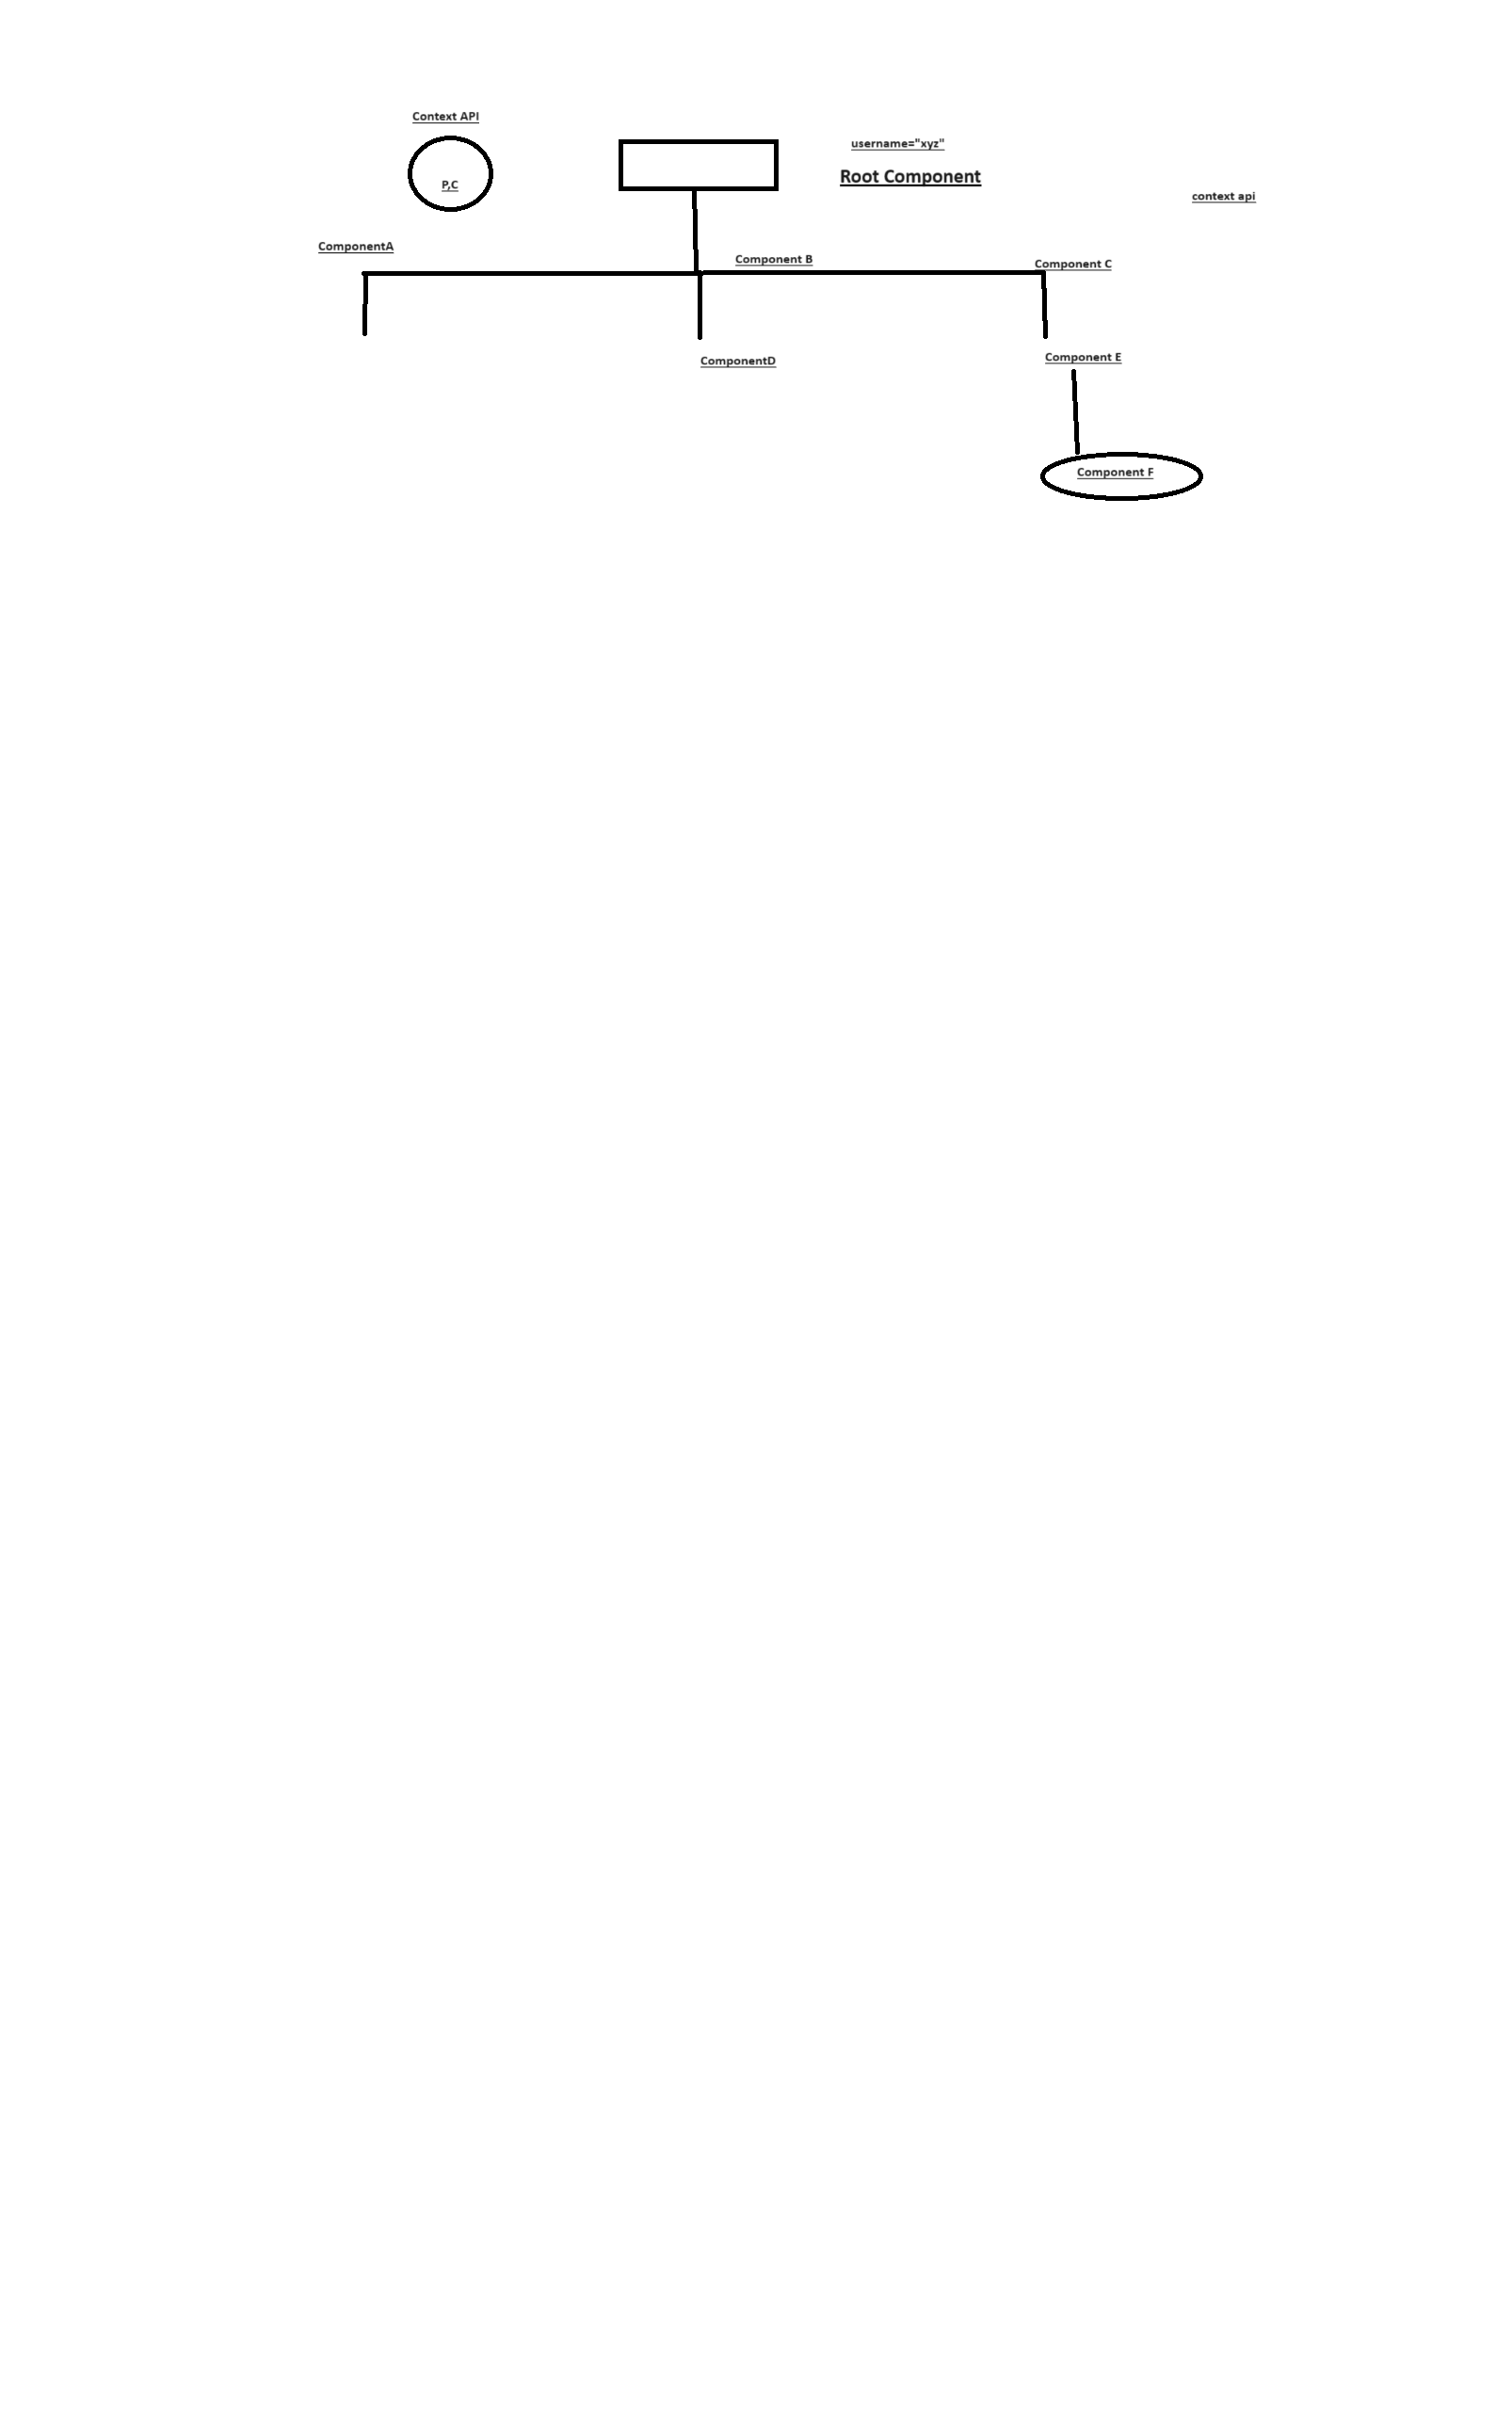 Context API
username="xyz"
P,C
Root Component
context api
ComponentA
Component B
Component C
ComponentD
Component E
Component F